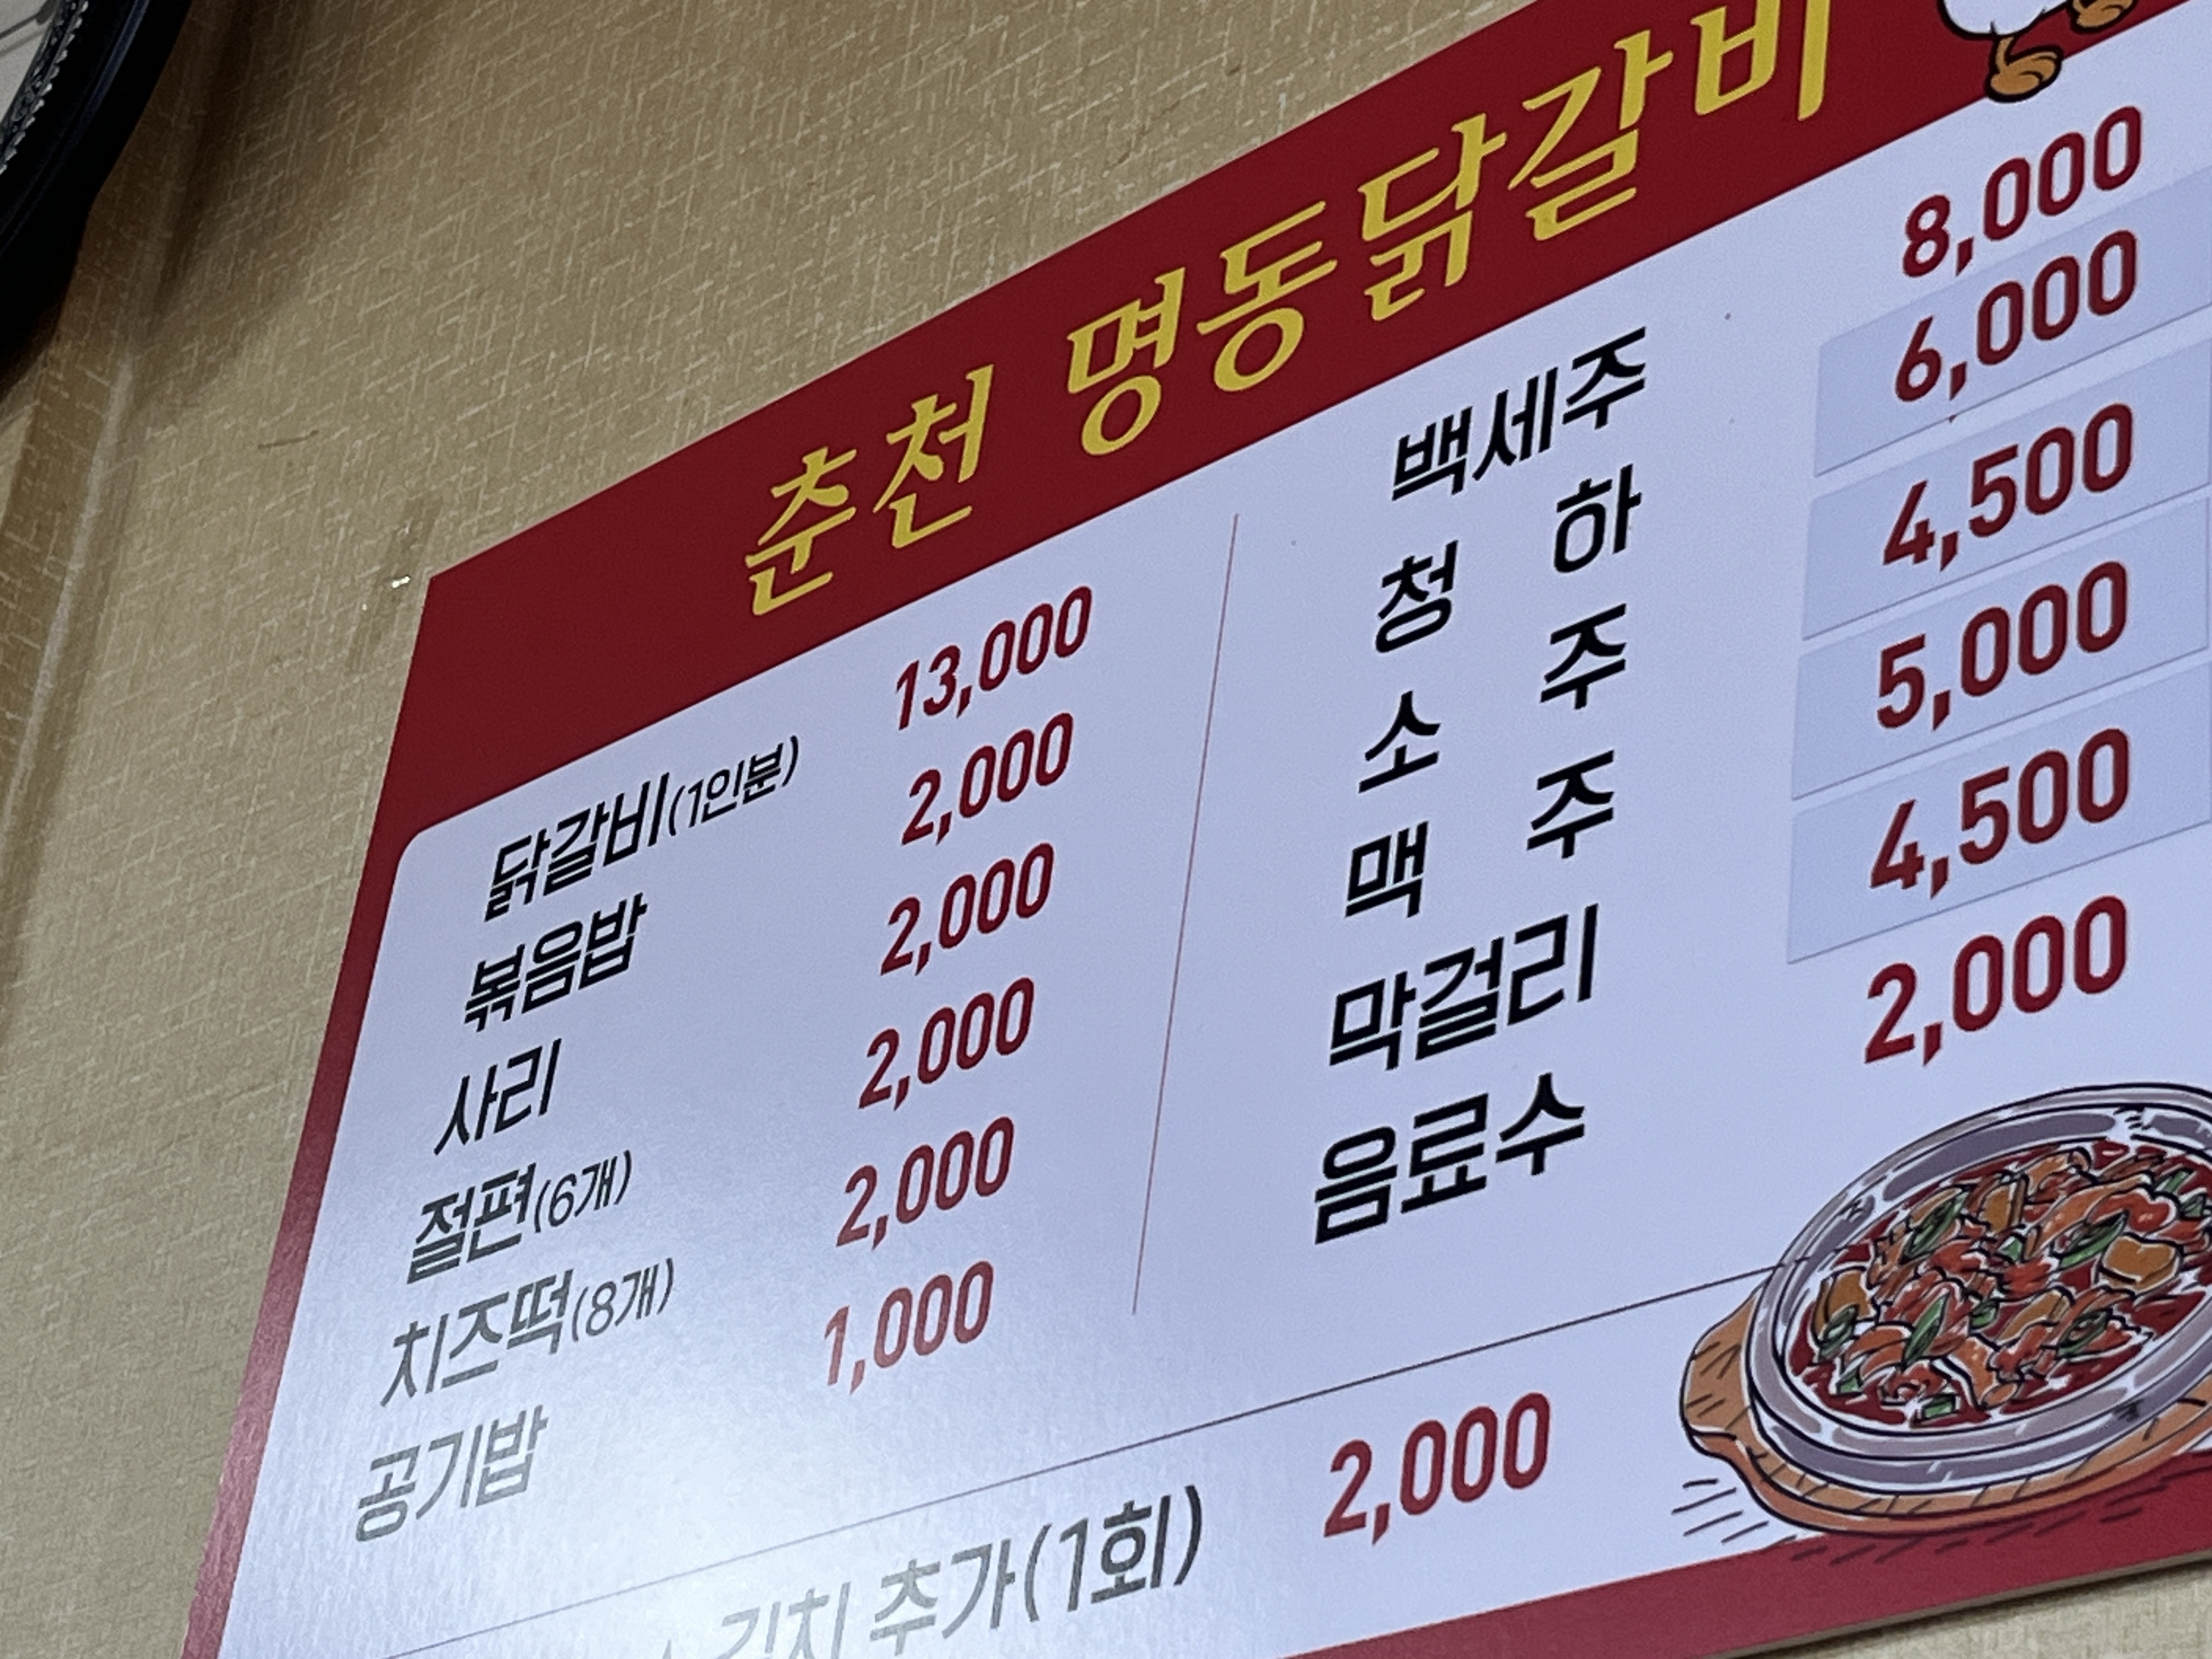 춘천 명동닭갈비
닭갈비(1인분) 13,000
볶음밥 2,000
사리 2,000
절편(6개) 2,000
치즈떡(8개) 2,000
공기밥 1,000
백세주 8,000
청 하 6,000
소 주 4,500
맥 주 5,000
막걸리 4,500
음료수 2,000
김치 추가(1회) 2,000